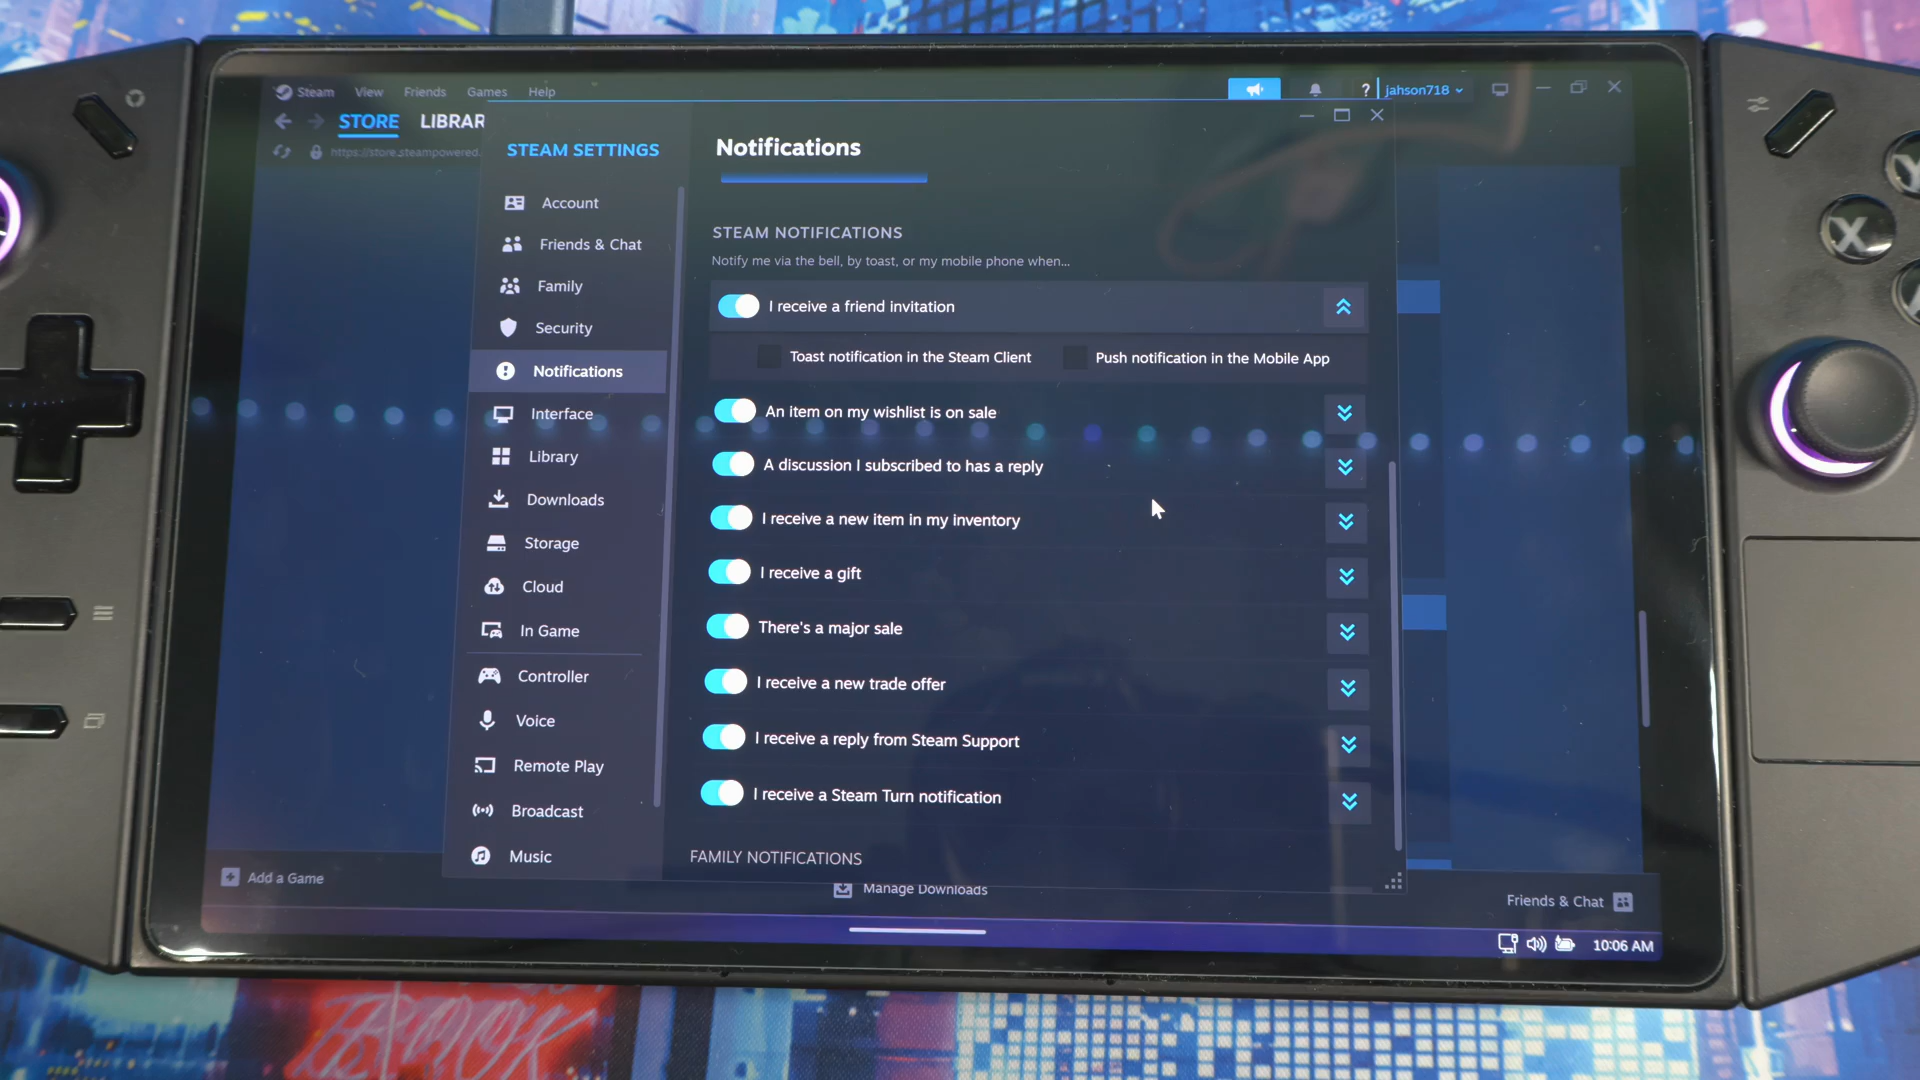 Steam View Friends Games Help
? jahson718
STORE LIBRAR
https://store.steampowered.
STEAM SETTINGS
Account
Friends & Chat
Family
Security
Notifications
Interface
Library
Downloads
Storage
Cloud
In Game
Controller
Voice
Remote Play
Broadcast
Music
Notifications
STEAM NOTIFICATIONS
Notify me via the bell, by toast, or my mobile phone when...
I receive a friend invitation
Toast notification in the Steam Client Push notification in the Mobile App
An item on my wishlist is on sale
A discussion I subscribed to has a reply
I receive a new item in my inventory
I receive a gift
There's a major sale
I receive a new trade offer
I receive a reply from Steam Support
I receive a Steam Turn notification
FAMILY NOTIFICATIONS
Add a Game
Manage Downloads
Friends & Chat
10:06 AM
Y
X
A